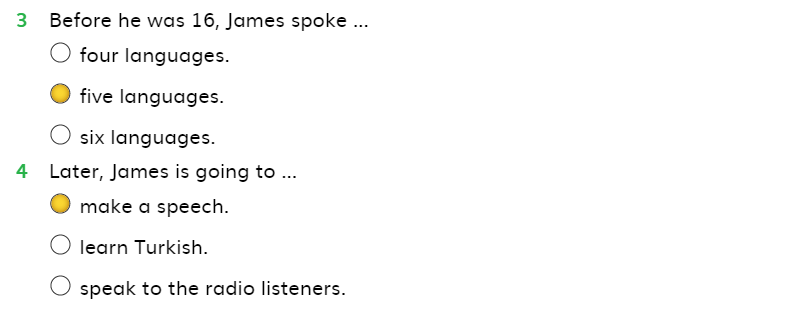 3 Before he was 16, James spoke ...
four languages.
five languages.
six languages.
4 Later, James is going to ...
make a speech.
learn Turkish.
speak to the radio listeners.